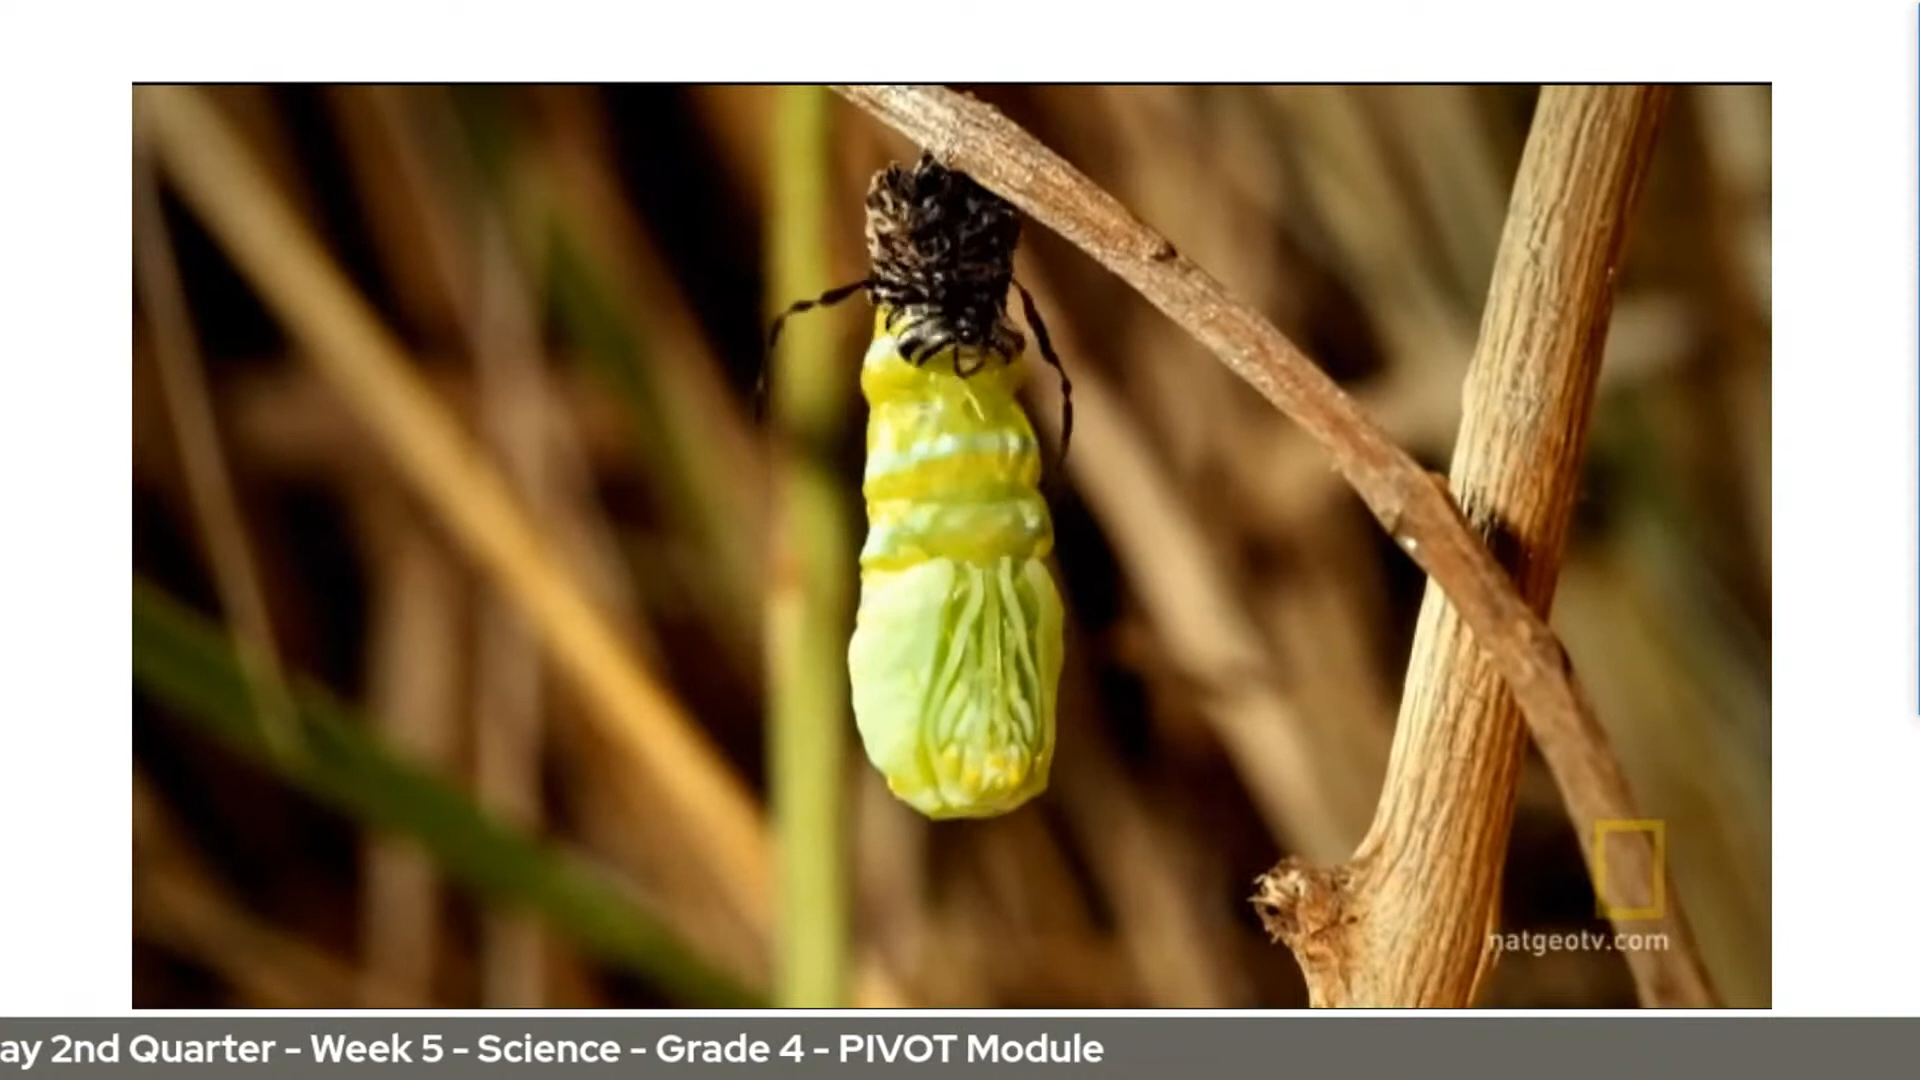 natgeotv.com
ay 2nd Quarter - Week 5 - Science - Grade 4 - PIVOT Module